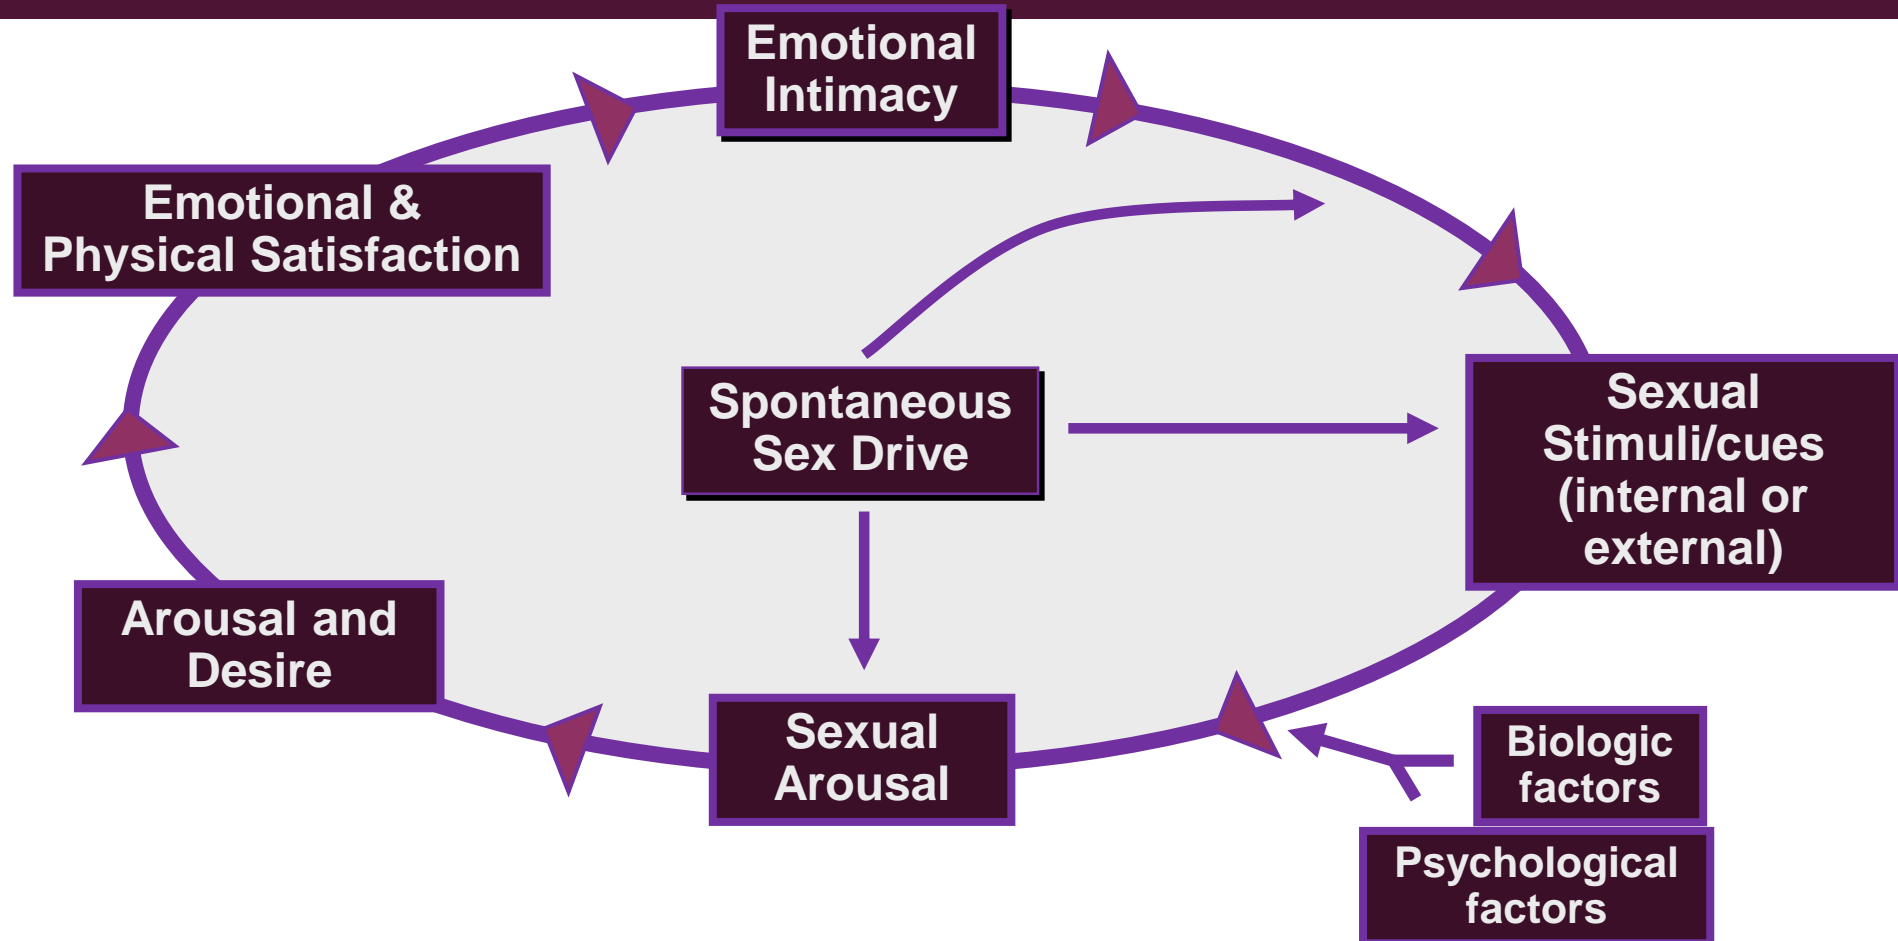 Emotional
Intimacy
Emotional &
Physical Satisfaction
Spontaneous
Sex Drive
Sexual
Stimuli/cues
(internal or
external)
Arousal and
Desire
Sexual
Arousal
Biologic
factors
Psychological
factors